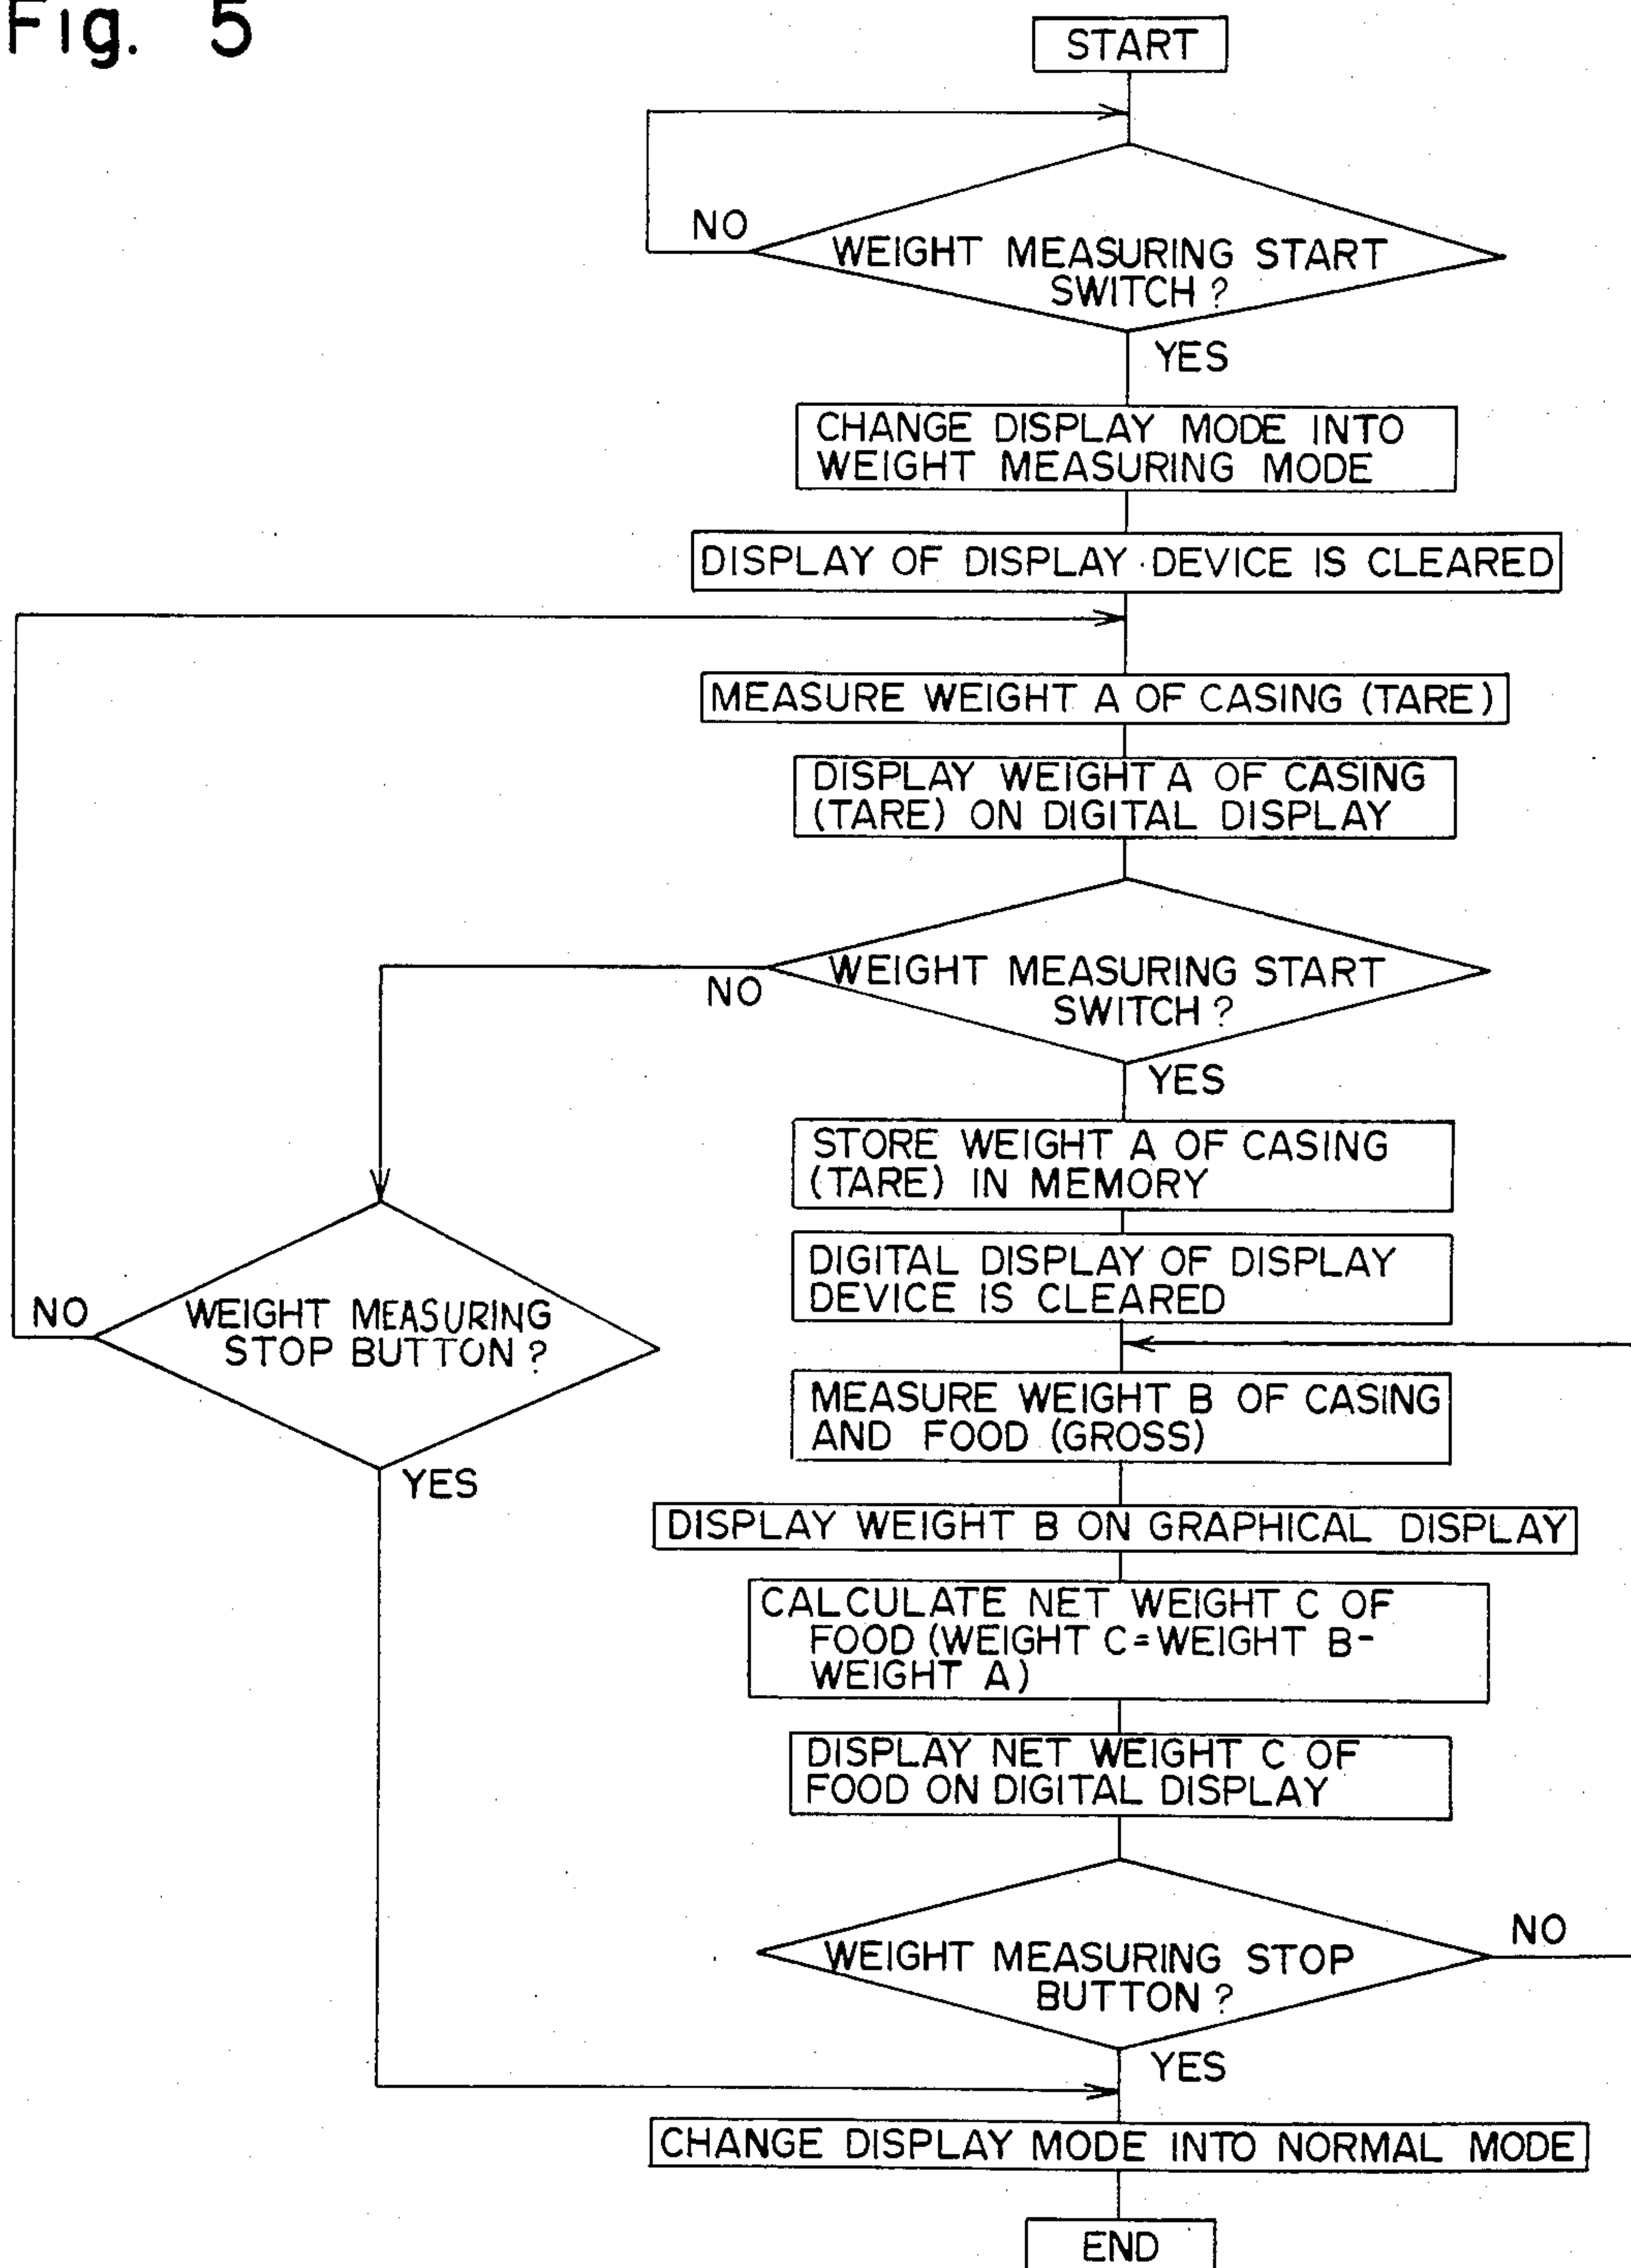 Fig. 5
START
NO
WEIGHT MEASURING START
SWITCH?
YES
CHANGE DISPLAY MODE INTO
WEIGHT MEASURING MODE
DISPLAY OF DISPLAY DEVICE IS CLEARED
MEASURE WEIGHT A OF CASING (TARE)
DISPLAY WEIGHT A OF CASING
(TARE) ON DIGITAL DISPLAY
NO
WEIGHT MEASURING START
SWITCH?
YES
STORE WEIGHT A OF CASING
(TARE) IN MEMORY
DIGITAL DISPLAY OF DISPLAY
DEVICE IS CLEARED
NO
WEIGHT MEASURING
STOP BUTTON?
YES
MEASURE WEIGHT B OF CASING
AND FOOD (GROSS)
DISPLAY WEIGHT B ON GRAPHICAL DISPLAY
CALCULATE NET WEIGHT C OF
FOOD (WEIGHT C=WEIGHT B-
WEIGHT A)
DISPLAY NET WEIGHT C OF
FOOD ON DIGITAL DISPLAY
NO
WEIGHT MEASURING STOP
BUTTON?
YES
CHANGE DISPLAY MODE INTO NORMAL MODE
END